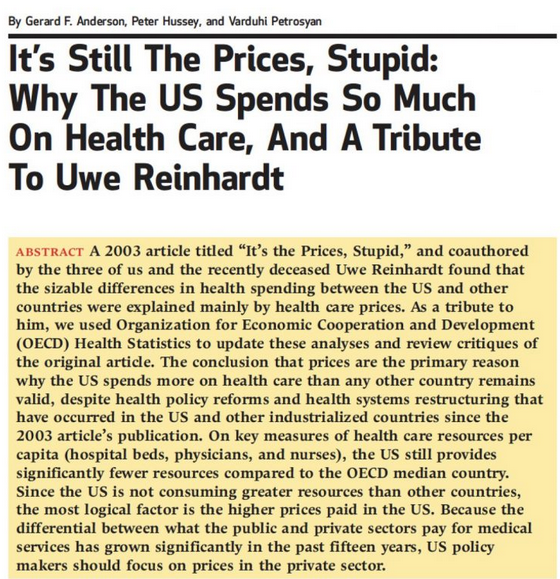 By Gerard F. Anderson, Peter Hussey, and Varduhi Petrosyan
It's Still The Prices, Stupid:
Why The US Spends So Much
On Health Care, And A Tribute
To Uwe Reinhardt
ABSTRACT A 2003 article titled “It's the Prices, Stupid,” and coauthored
by the three of us and the recently deceased Uwe Reinhardt found that
the sizable differences in health spending between the US and other
countries were explained mainly by health care prices. As a tribute to
him, we used Organization for Economic Cooperation and Development
(OECD) Health Statistics to update these analyses and review critiques of
the original article. The conclusion that prices are the primary reason
why the US spends more on health care than any other country remains
valid, despite health policy reforms and health systems restructuring that
have occurred in the US and other industrialized countries since the
2003 article's publication. On key measures of health care resources per
capita (hospital beds, physicians, and nurses), the US still provides
significantly fewer resources compared to the OECD median country.
Since the US is not consuming greater resources than other countries,
the most logical factor is the higher prices paid in the US. Because the
differential between what the public and private sectors pay for medical
services has grown significantly in the past fifteen years, US policy
makers should focus on prices in the private sector.